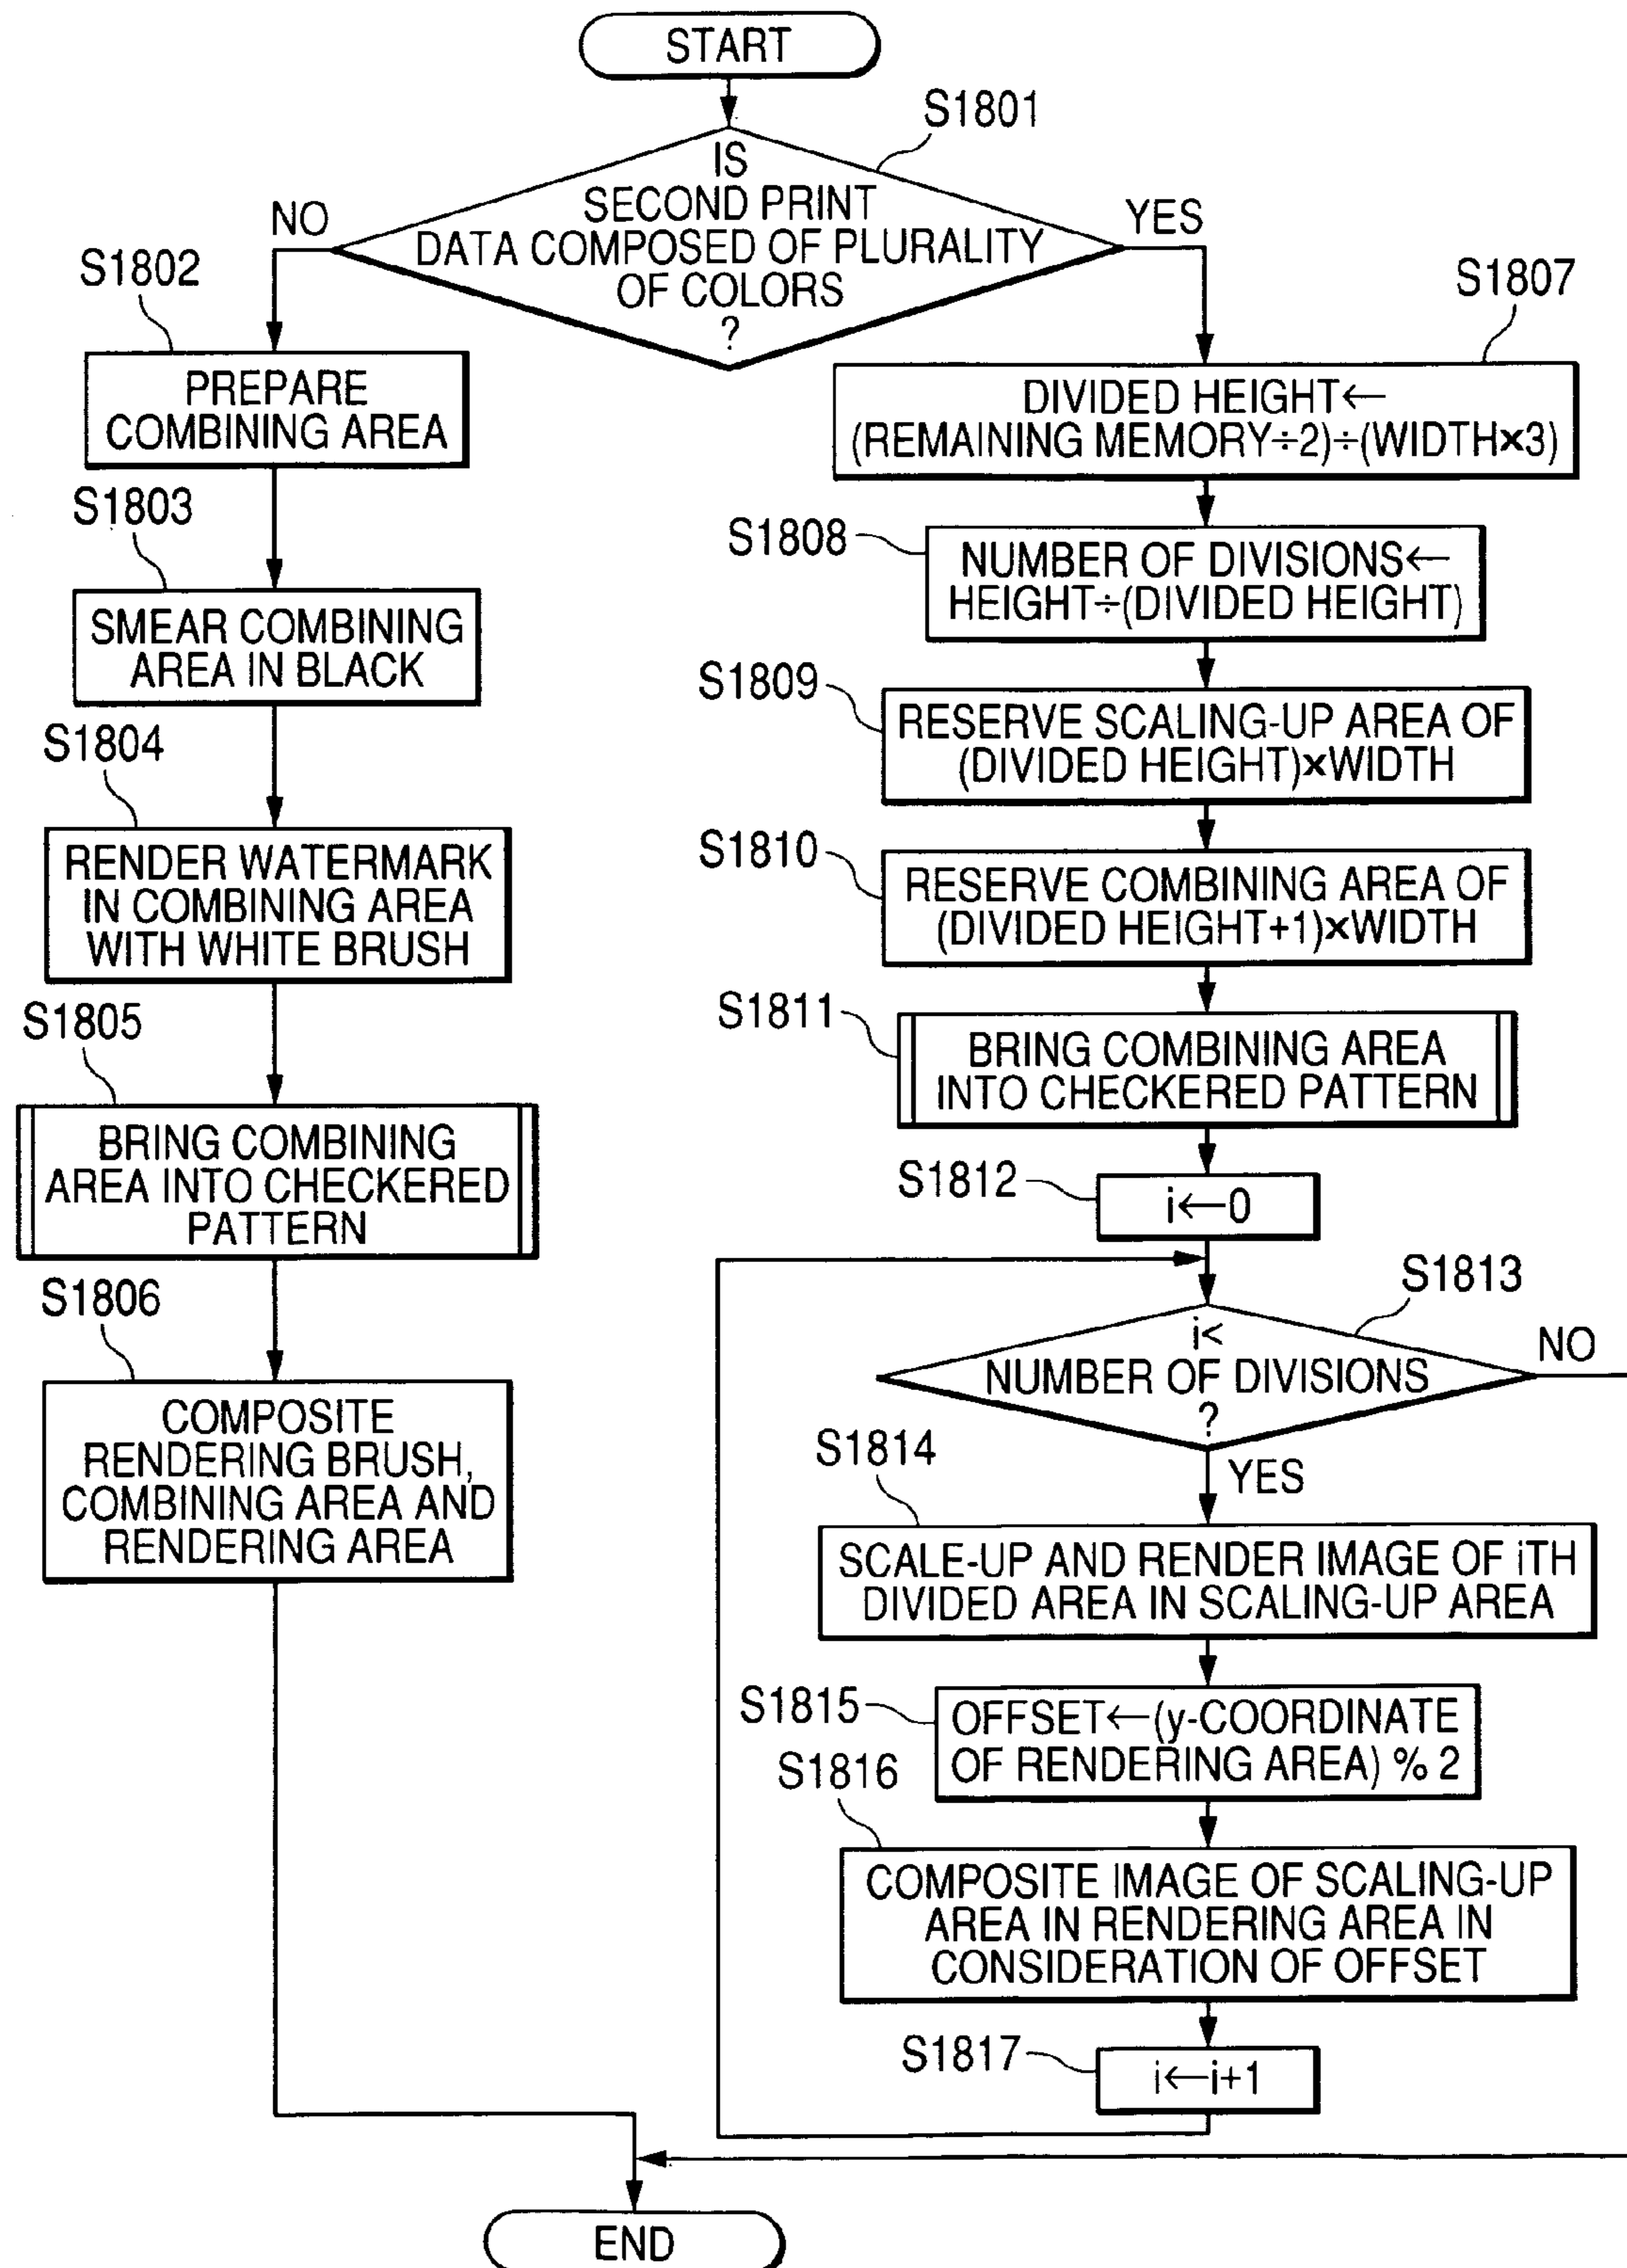 START
S1801
IS
SECOND PRINT
DATA COMPOSED OF PLURALITY
OF COLORS
?
NO
YES
S1802
PREPARE
COMBINING AREA
S1803
SMEAR COMBINING
AREA IN BLACK
S1804
RENDER WATERMARK
IN COMBINING AREA
WITH WHITE BRUSH
S1805
BRING COMBINING
AREA INTO CHECKERED
PATTERN
S1806
COMPOSITE
RENDERING BRUSH,
COMBINING AREA AND
RENDERING AREA
S1807
DIVIDED HEIGHT←
(REMAINING MEMORY÷2)÷(WIDTH×3)
S1808
NUMBER OF DIVISIONS←
HEIGHT÷(DIVIDED HEIGHT)
S1809
RESERVE SCALING-UP AREA OF
(DIVIDED HEIGHT)×WIDTH
S1810
RESERVE COMBINING AREA OF
(DIVIDED HEIGHT+1)×WIDTH
S1811
BRING COMBINING AREA
INTO CHECKERED PATTERN
S1812
i←0
S1813
i<
NUMBER OF DIVISIONS
?
NO
YES
S1814
SCALE-UP AND RENDER IMAGE OF iTH
DIVIDED AREA IN SCALING-UP AREA
S1815
OFFSET←(y-COORDINATE
OF RENDERING AREA) % 2
S1816
COMPOSITE IMAGE OF SCALING-UP
AREA IN RENDERING AREA IN
CONSIDERATION OF OFFSET
S1817
i←i+1
END